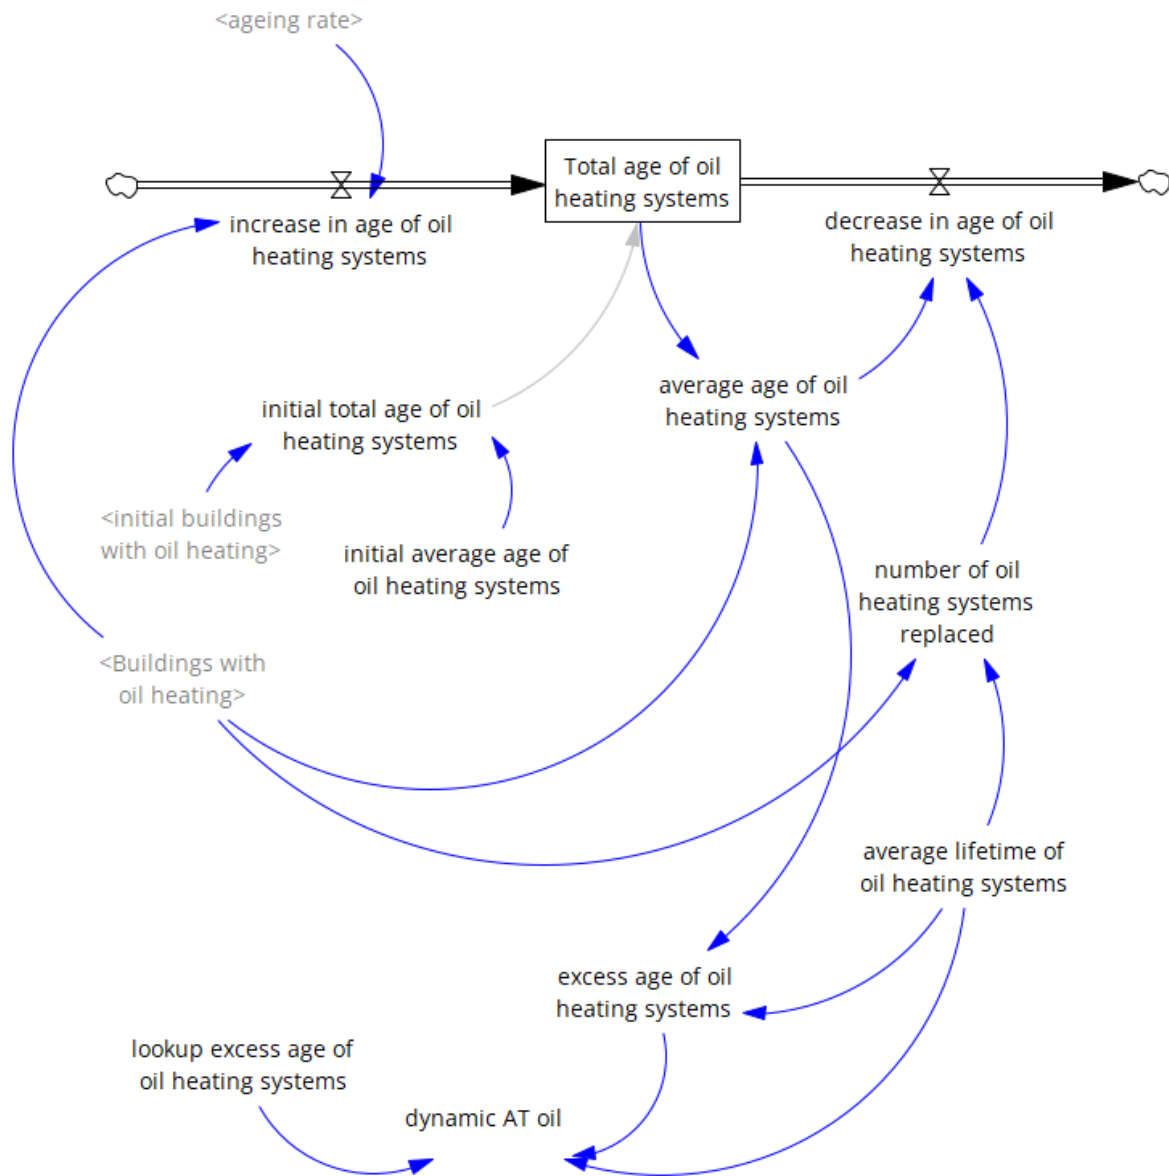 <ageing rate>
Total age of oil
heating systems
increase in age of oil
heating systems
decrease in age of oil
heating systems
average age of oil
heating systems
initial total age of oil
heating systems
<initial buildings
with oil heating>
initial average age of
oil heating systems
number of oil
heating systems
replaced
<Buildings with
oil heating>
average lifetime of
oil heating systems
excess age of oil
heating systems
lookup excess age of
oil heating systems
dynamic AT oil